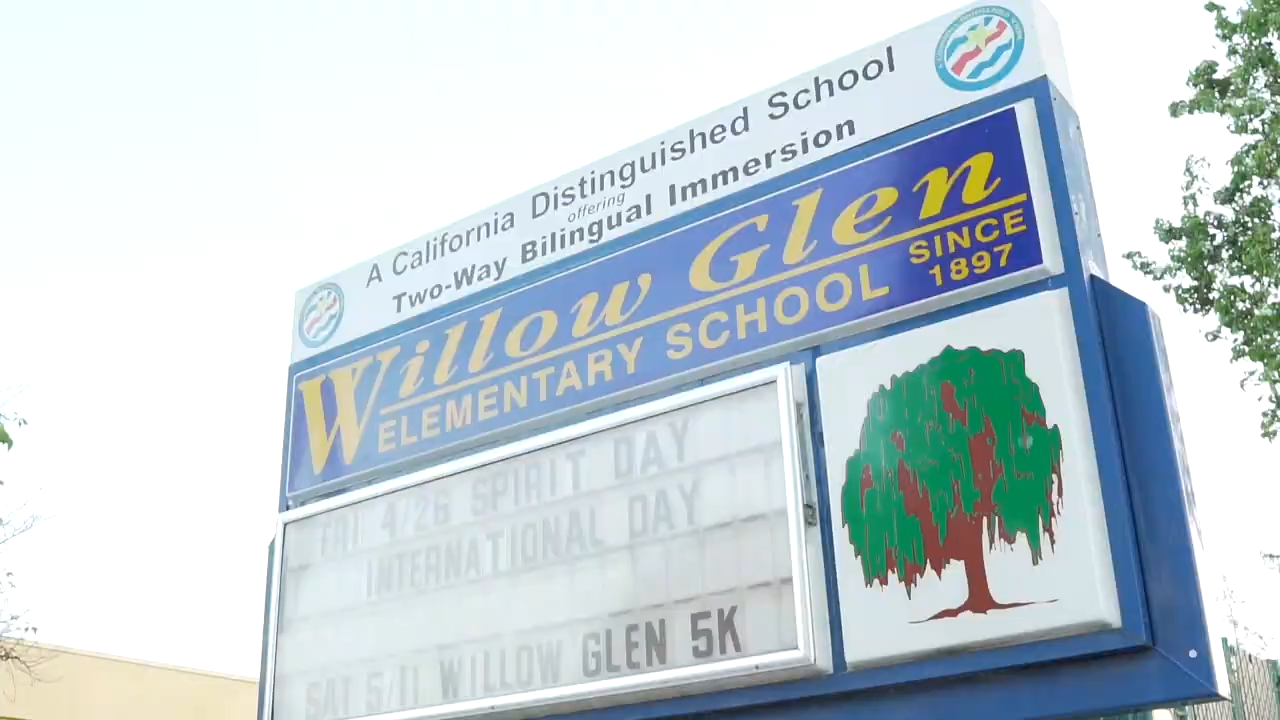 A California Distinguished School
offering
Two-Way Bilingual Immersion
Willow Glen
ELEMENTARY SCHOOL
SINCE
1897
FRI 4/26 SPIRIT DAY
INTERNATIONAL DAY
SAT 5/11 WILLOW GLEN 5K